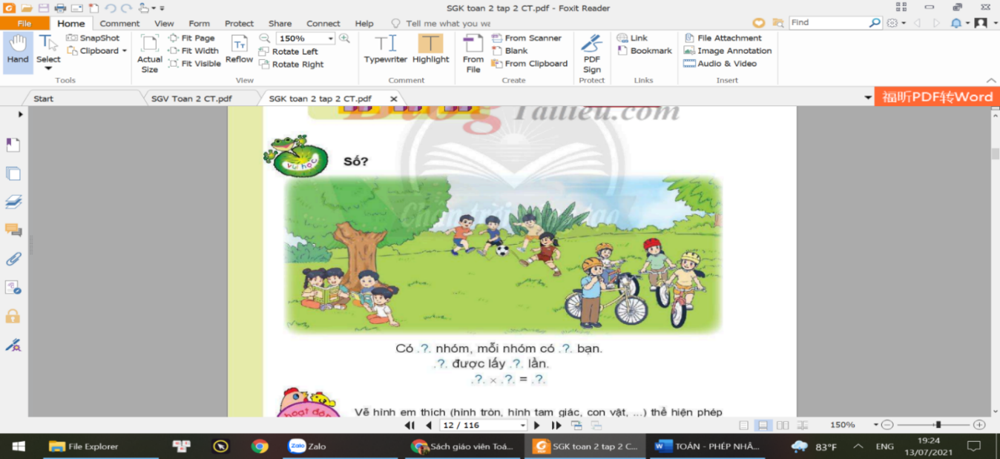 SGK toan 2 tap 2 CT.pdf - Foxit Reader
File Home Comment View Form Protect Share Connect Help Tell me what you wa Find
Hand
Select
SnapShot
Clipboard
Tools
Actual Size
Fit Page
Fit Width
Fit Visible
Reflow
150%
Rotate Left
Rotate Right
View
Typewriter Highlight
Comment
From File
From Scanner
Blank
From Clipboard
Create
PDF Sign
Protect
Link
Bookmark
Links
File Attachment
Image Annotation
Audio & Video
Insert
Start SGV Toan 2 CT.pdf SGK toan 2 tap 2 CT.pdf
福昕PDF转Word
Tailieu.com
Vui học
Số?
Có .?. nhóm, mỗi nhóm có .?. bạn.
.?. được lấy .?. lần.
.?. × .?. = .?.
Vẽ hình em thích (hình tròn, hình tam giác, con vật, ...) thể hiện phép
12 / 116
150%
File Explorer Zalo Sách giáo viên Toá... SGK toan 2 tap 2 C... TOÁN - PHÉP NHÂ... 83°F ENG
19:24
13/07/2021